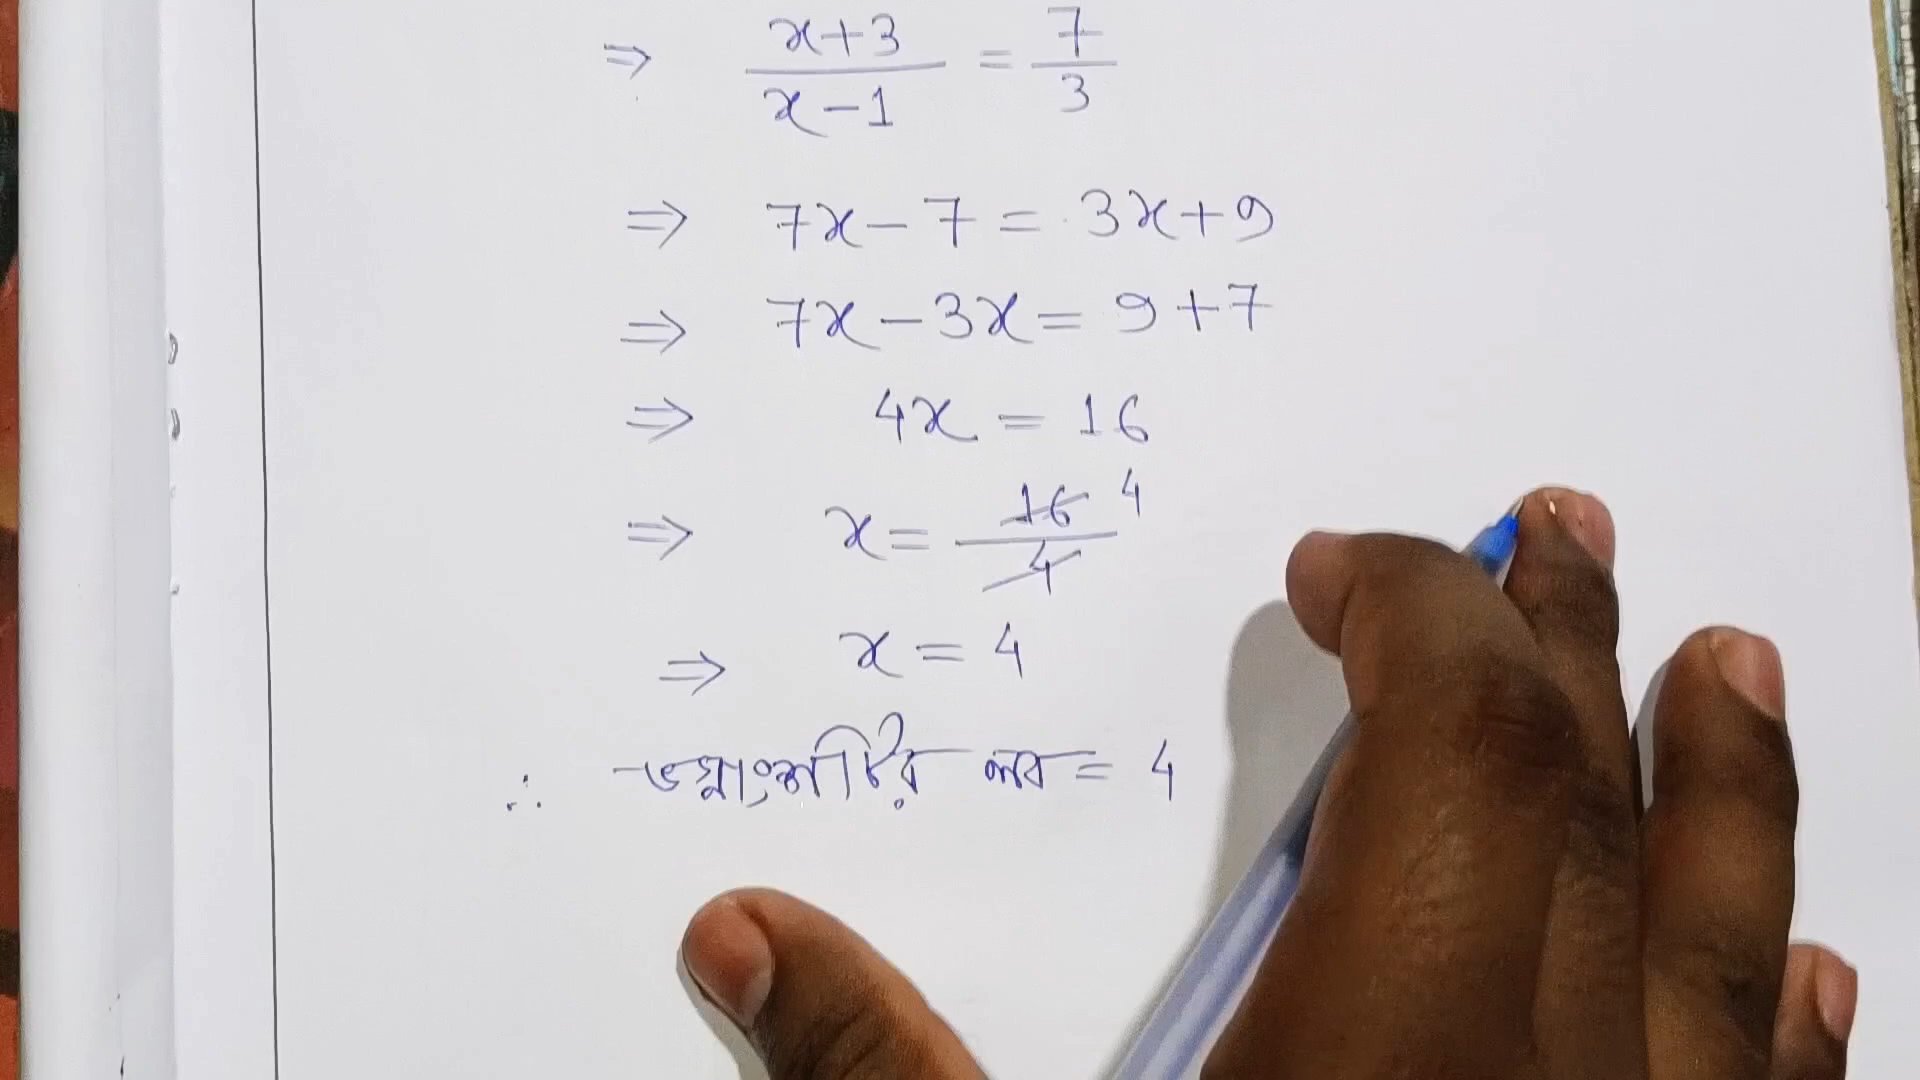 ⇒ x+3/x-1 = 7/3
⇒ 7x-7 = 3x+9
⇒ 7x-3x = 9+7
⇒ 4x = 16
⇒ x = 16/4 4
⇒ x = 4
∴ ভগ্নাংশটির লব = 4